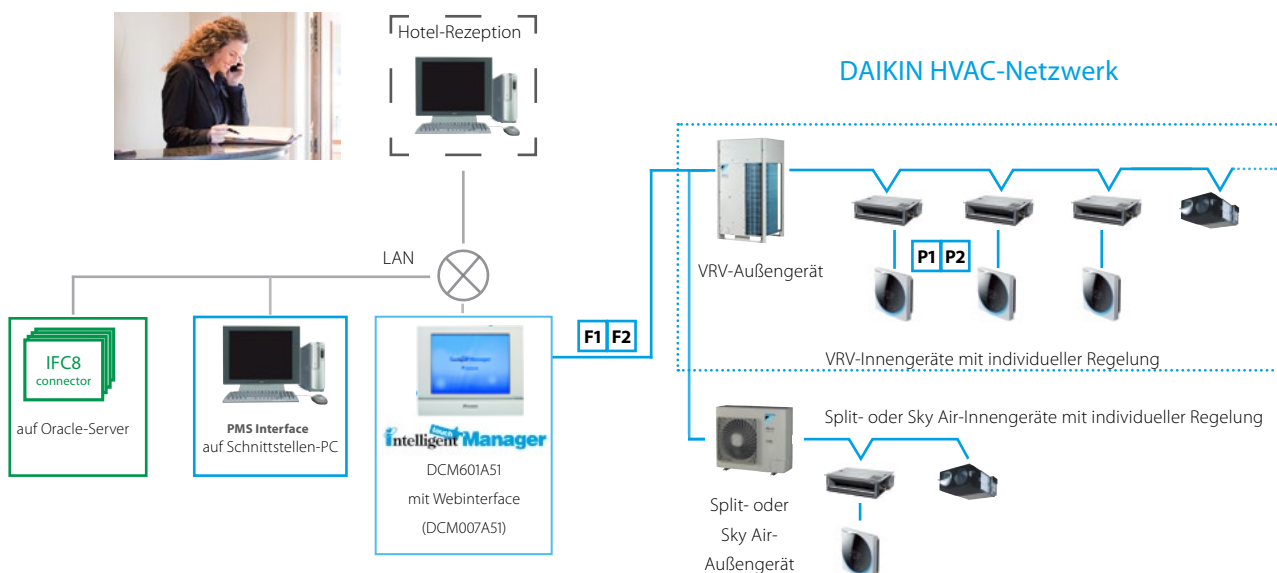 Hotel-Rezeption
DAIKIN HVAC-Netzwerk
LAN
F1 F2
VRV-Außengerät
P1 P2
VRV-Innengeräte mit individueller Regelung
IFC8
connector
auf Oracle-Server
PMS Interface
auf Schnittstellen-PC
intelligent touch Manager
DCM601A51
mit Webinterface
(DCM007A51)
Split- oder Sky Air-Innengeräte mit individueller Regelung
Split- oder
Sky Air-
Außengerät